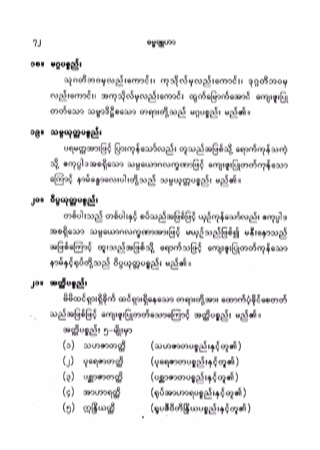 ၇၂ ဓမ္မဗျူဟာ
၁၈။ မဂ္ဂပစ္စည်း
သုဂတိဘဝမှလည်းကောင်း၊ ကုသိုလ်မှလည်းကောင်း၊ ဒုဂ္ဂတိဘဝမှ
လည်းကောင်း၊ အကုသိုလ်မှလည်းကောင်း ထွက်မြောက်အောင် ကျေးဇူးပြု
တတ်သော သမ္မာဒိဋ္ဌိစသော တရားတို့သည် မဂ္ဂပစ္စည်း မည်၏။
၁၉။ သမ္ပယုတ္တပစ္စည်း
ပရမတ္ထအားဖြင့် ပြားကုန်သော်လည်း တူသည်အဖြစ်သို့ ရောက်ကုန်သကဲ့
သို့ ဧကုပ္ပါဒအစရှိသော သမ္ပယောဂလက္ခဏာဖြင့် ကျေးဇူးပြုတတ်ကုန်သော
ကြောင့် နာမ်ခန္ဓာလေးပါးတို့သည် သမ္ပယုတ္တပစ္စည်း မည်၏။
၂၀။ ဝိပ္ပယုတ္တပစ္စည်း
တစ်ပါးသည် တစ်ပါးနှင့် စပ်သည်အဖြစ်ဖြင့် ယှဉ်ကုန်သော်လည်း ဧကုပ္ပါဒ
အစရှိသော သမ္ပယောဂလက္ခဏာအားဖြင့် မယှဉ်သည်ဖြစ်၍ မနှီးနှောသည်
အဖြစ်ကြောင့် ထူးသည်အဖြစ်သို့ ရောက်သဖြင့် ကျေးဇူးပြုတတ်ကုန်သော
နာမ်နှင့်ရုပ်တို့သည် ဝိပ္ပယုတ္တပစ္စည်း မည်၏။
၂၁။ အတ္ထိပစ္စည်း
မိမိထင်ရှားရှိခိုက် ထင်ရှားရှိနေသော တရားတို့အား ထောက်ပံ့နိုင်စေတတ်
သည်အဖြစ်ဖြင့် ကျေးဇူးပြုတတ်သောကြောင့် အတ္ထိပစ္စည်း မည်၏။
အတ္ထိပစ္စည်း ၅-မျိုးမှာ
(၁) သဟဇာတတ္ထိ (သဟဇာတပစ္စည်းနှင့်တူ၏)
(၂) ပုရေဇာတတ္ထိ (ပုရေဇာတပစ္စည်းနှင့်တူ၏)
(၃) ပစ္ဆာဇာတတ္ထိ (ပစ္ဆာဇာတပစ္စည်းနှင့်တူ၏)
(၄) အာဟာရတ္ထိ (ရုပ်အာဟာရပစ္စည်းနှင့်တူ၏)
(၅) ဣန္ဒြိယတ္ထိ (ရူပဇီဝိတိန္ဒြိယပစ္စည်းနှင့်တူ၏)